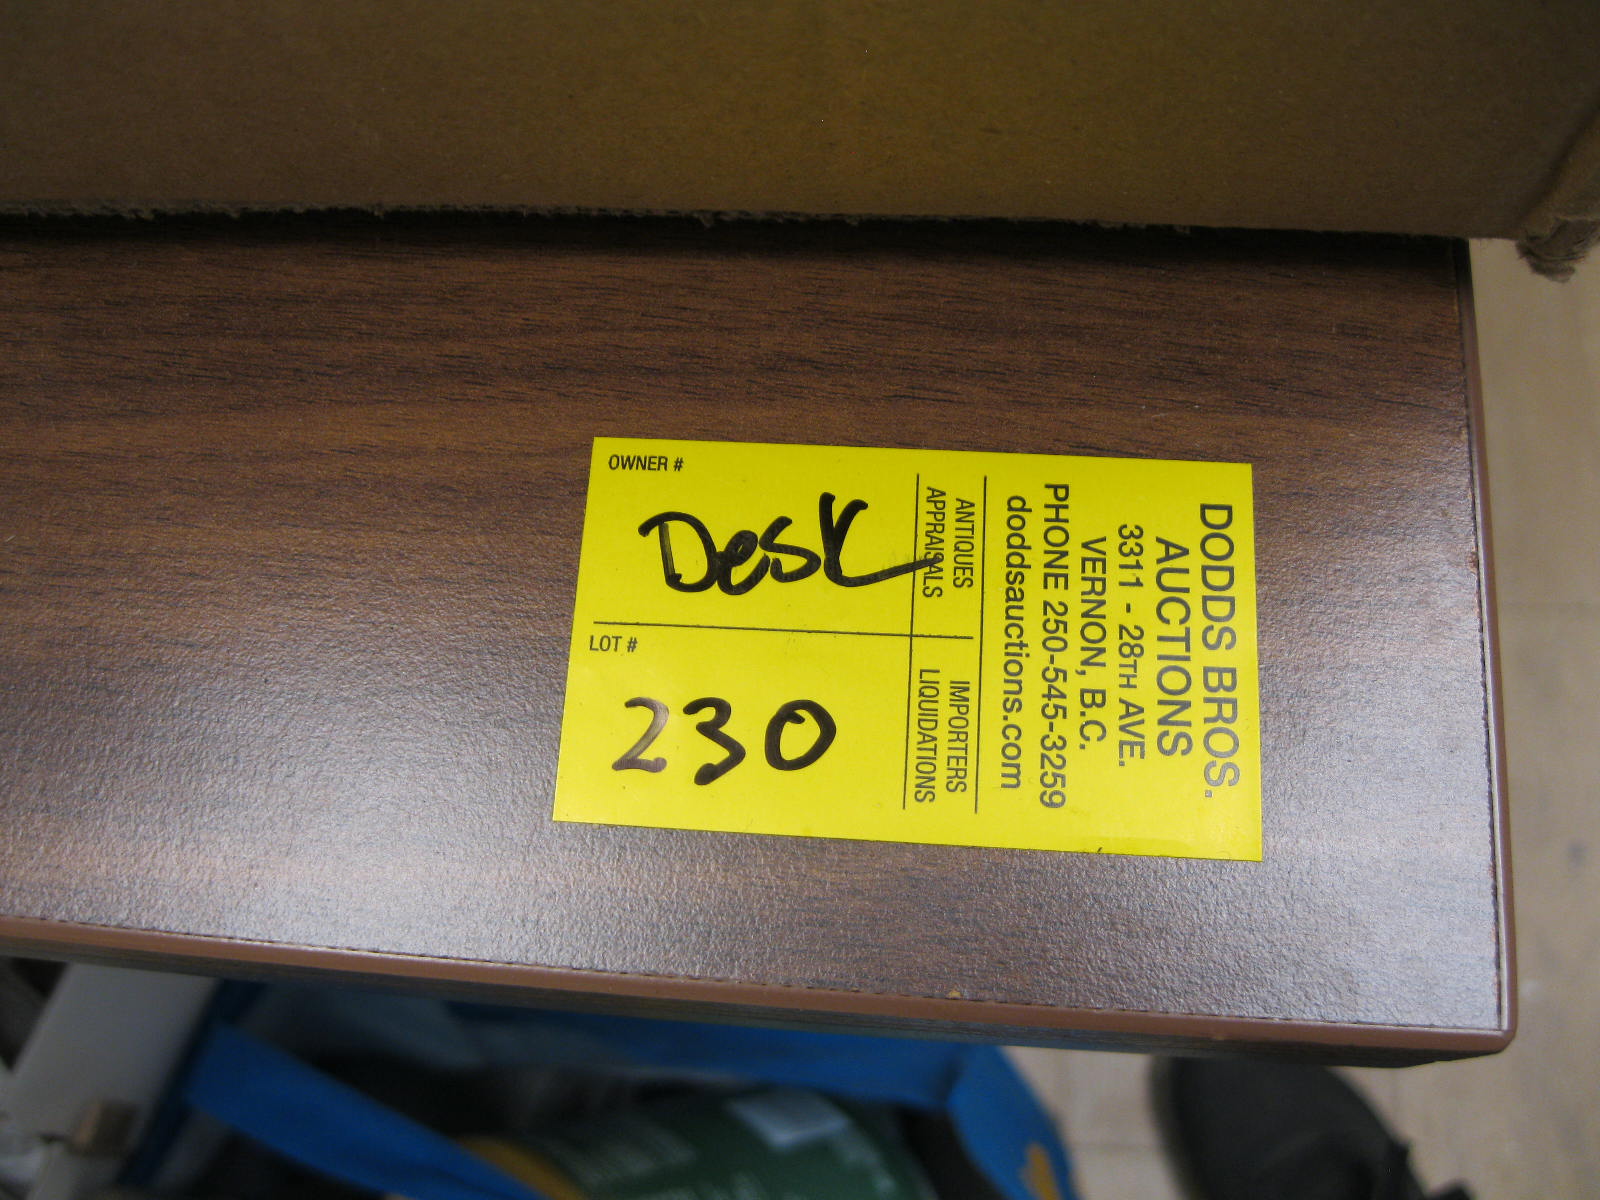 DODDS BROS.
AUCTIONS
3311 - 28TH AVE.
VERNON, B.C.
PHONE 250-545-3259
doddsauctions.com
ANTIQUES
APPRAISALS
IMPORTERS
LIQUIDATIONS
OWNER #
Desk
LOT #
230